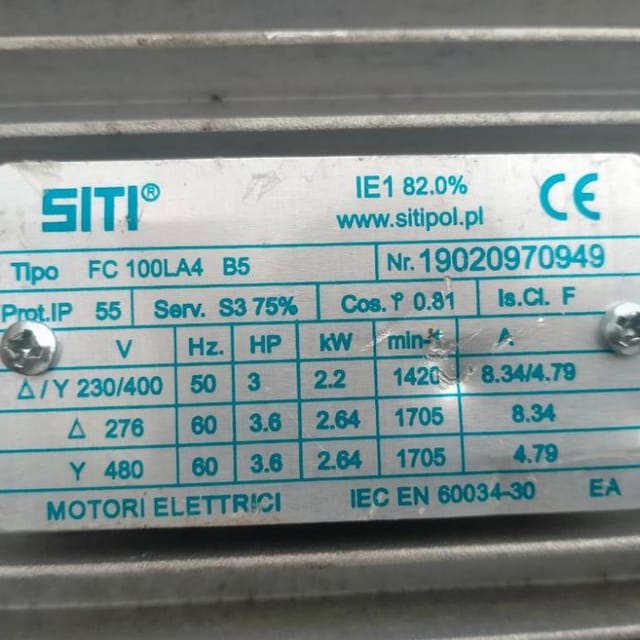 SITI® IE1 82.0% CE
www.sitipol.pl
Tipo FC 100LA4 B5 Nr. 19020970949
Prot.IP 55 Serv. S3 75% Cos. φ 0.81 Is.Cl. F
V Hz. HP kW min-¹ A
Δ/Y 230/400 50 3 2.2 1420 8.34/4.79
Δ 276 60 3.6 2.64 1705 8.34
Y 480 60 3.6 2.64 1705 4.79
MOTORI ELETTRICI IEC EN 60034-30 EA